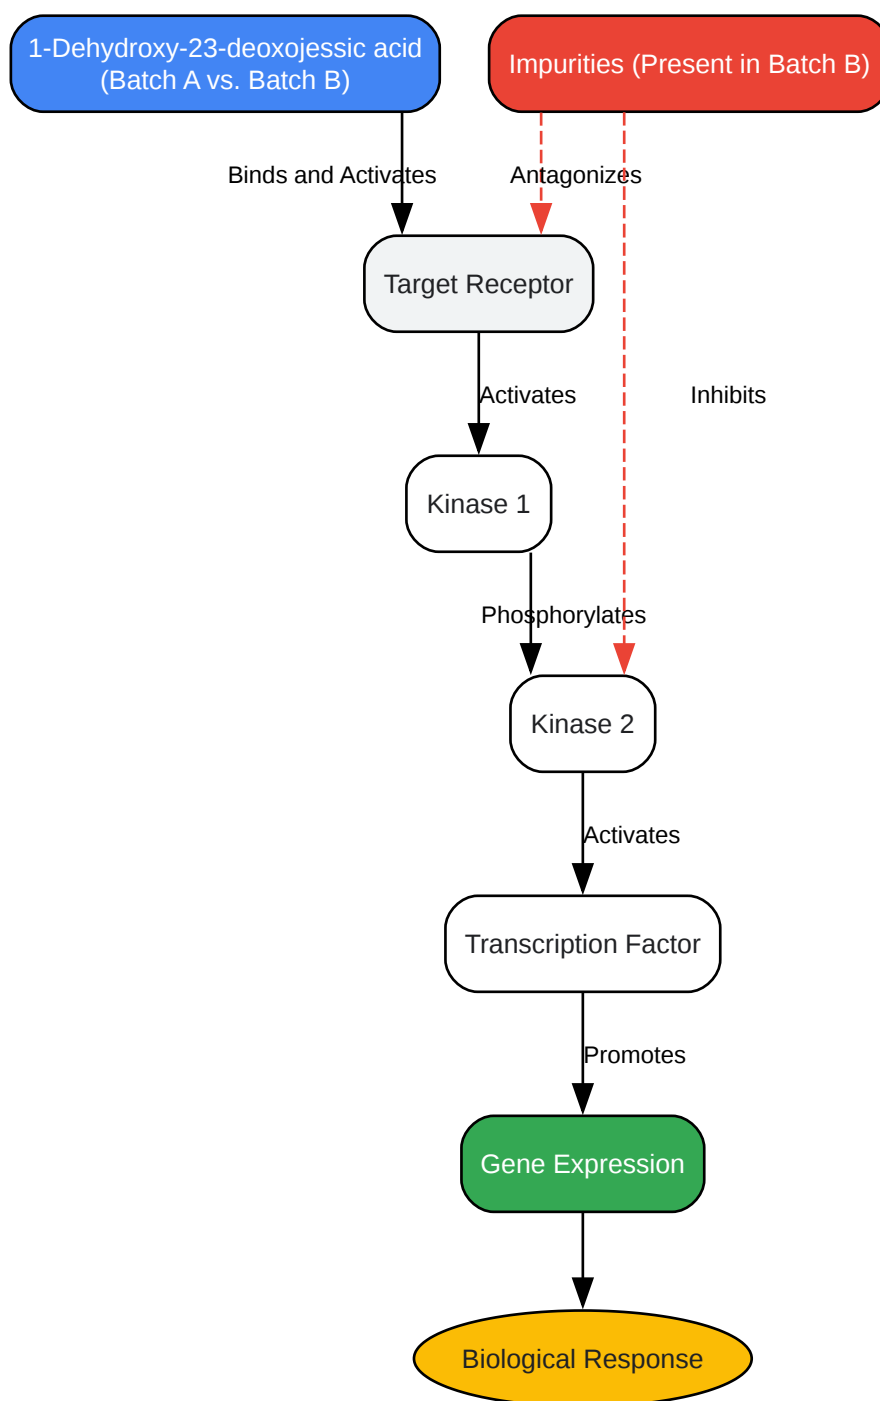 1-Dehydroxy-23-deoxojessic acid
(Batch A vs. Batch B)
Impurities (Present in Batch B)
Binds and Activates
Antagonizes
Target Receptor
Activates
Inhibits
Kinase 1
Phosphorylates
Kinase 2
Activates
Transcription Factor
Promotes
Gene Expression
Biological Response